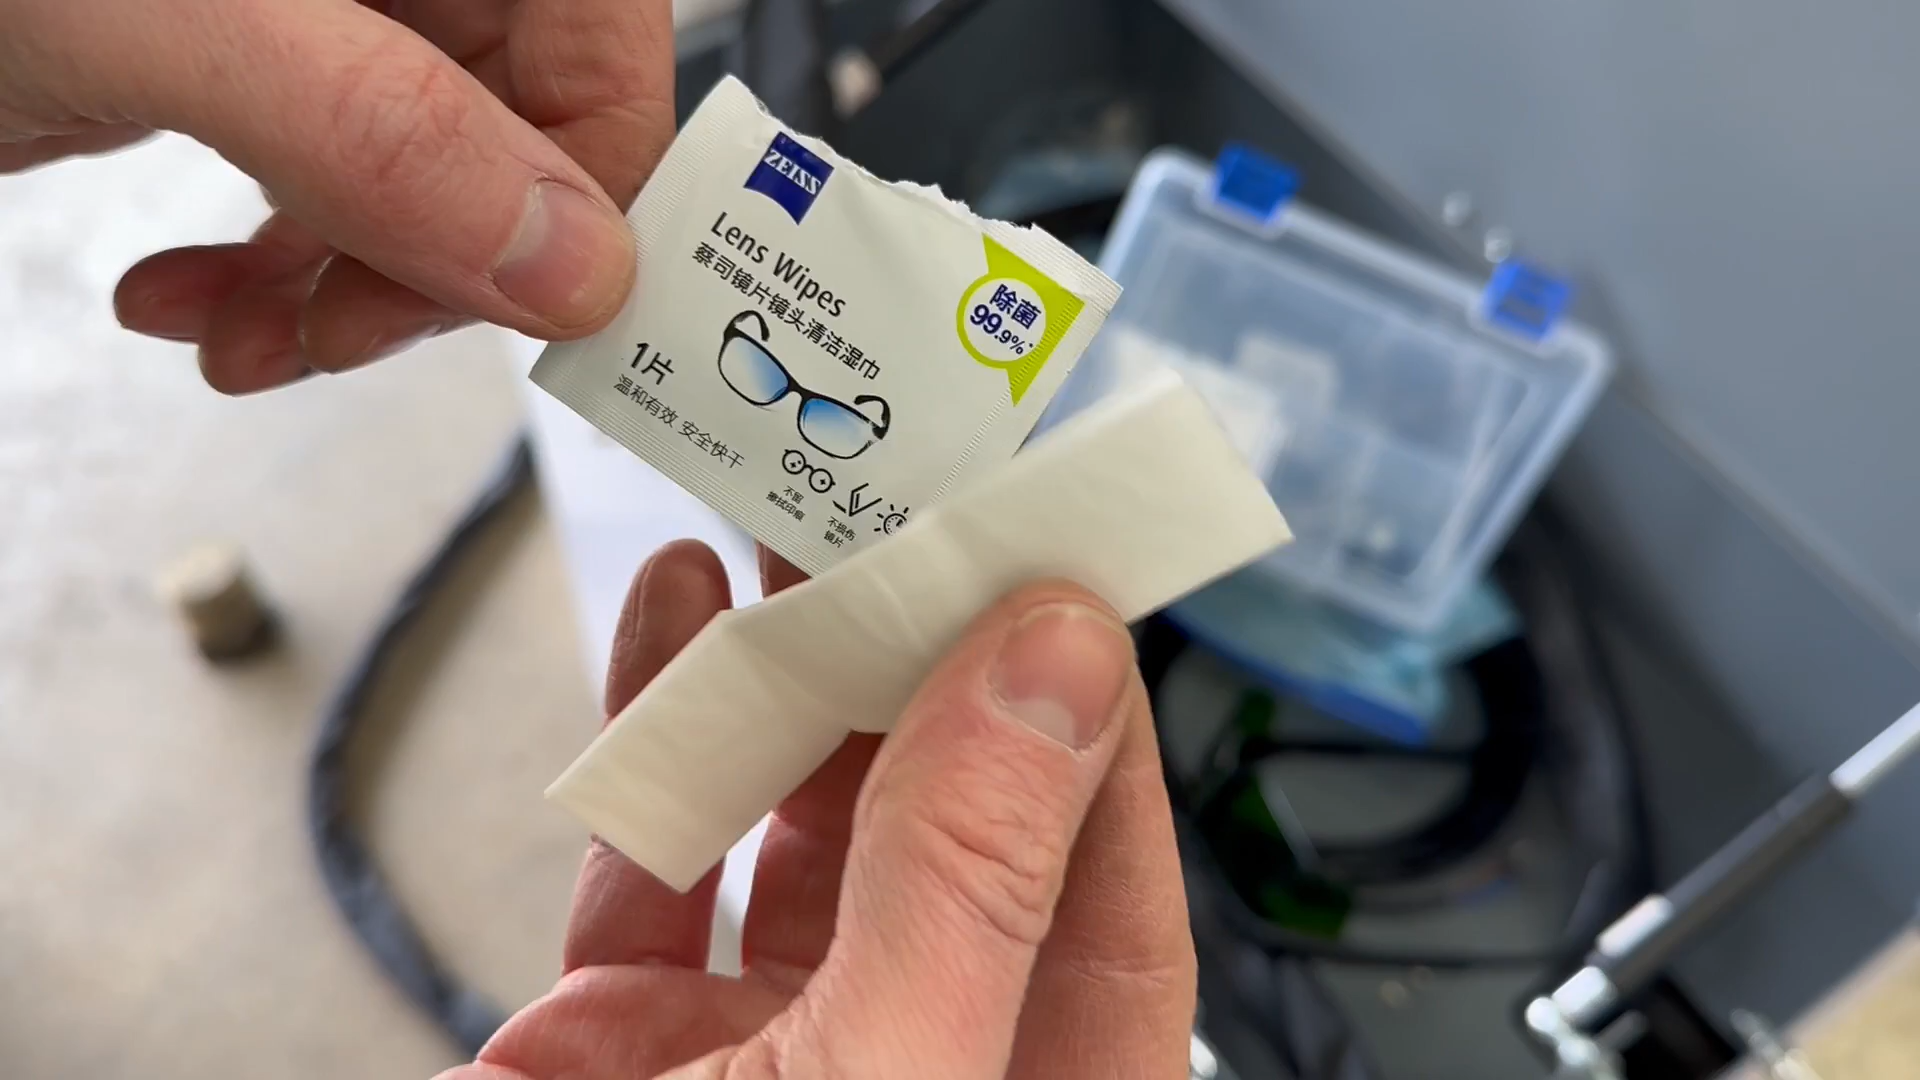 ZEISS
Lens Wipes
蔡司镜片镜头清洁湿巾
除菌
99.9%
1片
温和有效 安全快干
不留
擦拭印痕
不损伤
镜片